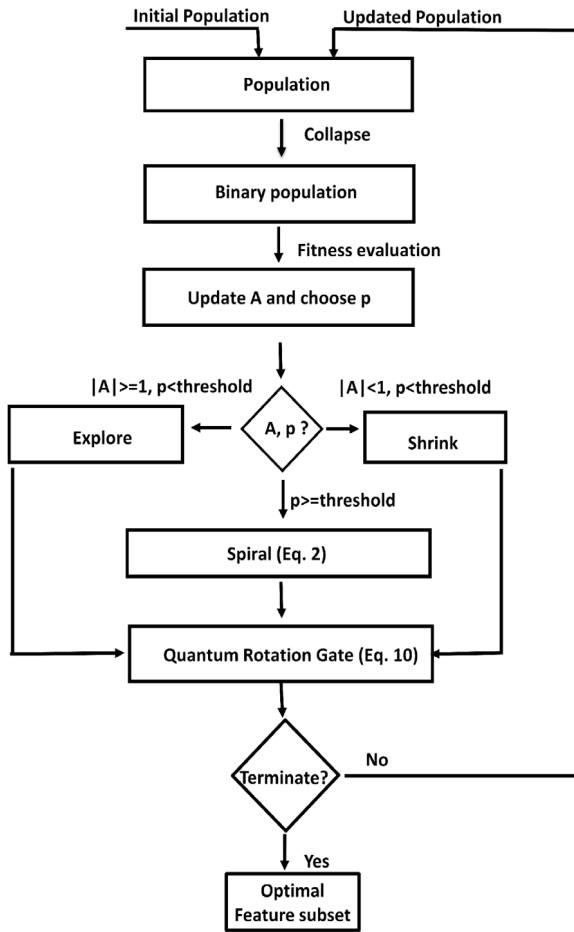 Initial Population
Updated Population
Population
Collapse
Binary population
Fitness evaluation
Update A and choose p
|A|>=1, p<threshold
|A|<1, p<threshold
Explore
A, p ?
Shrink
p>=threshold
Spiral (Eq. 2)
Quantum Rotation Gate (Eq. 10)
Terminate?
No
Yes
Optimal
Feature subset